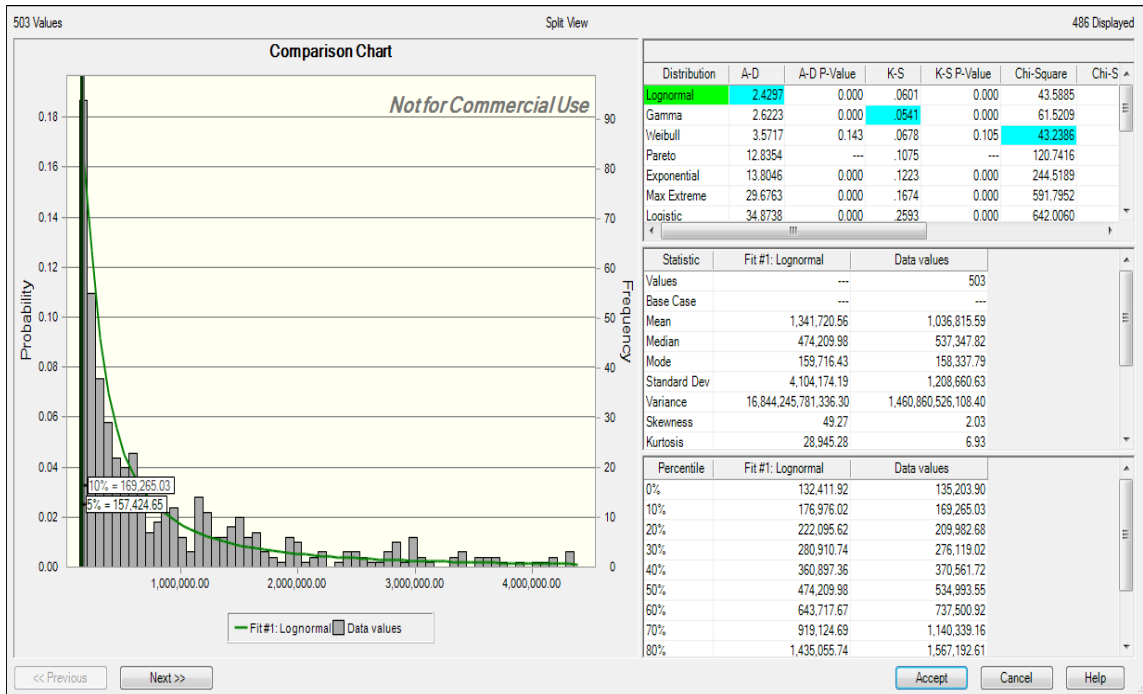 503 Values Split View 486 Displayed
Comparison Chart
Not for Commercial Use
Probability
0.18
0.16
0.14
0.12
0.10
0.08
0.06
0.04
0.02
0.00
90
80
70
60
50
40
30
20
10
0
Frequency
10% = 169,265.03
5% = 157,424.65
1,000,000.00 2,000,000.00 3,000,000.00 4,000,000.00
Fit#1: Lognormal Data values
Distribution A-D A-D P-Value K-S K-S P-Value Chi-Square Chi-S
Lognormal 2.4297 0.000 .0601 0.000 43.5885
Gamma 2.6223 0.000 .0541 0.000 61.5209
Weibull 3.5717 0.143 .0678 0.105 43.2386
Pareto 12.8354 --- .1075 --- 120.7416
Exponential 13.8046 0.000 .1223 0.000 244.5189
Max Extreme 29.6763 0.000 .1674 0.000 591.7952
Logistic 34.8738 0.000 .2593 0.000 642.0060
Statistic Fit #1: Lognormal Data values
Values --- 503
Base Case --- ---
Mean 1,341,720.56 1,036,815.59
Median 474,209.98 537,347.82
Mode 159,716.43 158,337.79
Standard Dev 4,104,174.19 1,208,660.63
Variance 16,844,245,781,336.30 1,460,860,526,108.40
Skewness 49.27 2.03
Kurtosis 28,945.28 6.93
Percentile Fit #1: Lognormal Data values
0% 132,411.92 135,203.90
10% 176,976.02 169,265.03
20% 222,095.62 209,982.68
30% 280,910.74 276,119.02
40% 360,897.36 370,561.72
50% 474,209.98 534,993.55
60% 643,717.67 737,500.92
70% 919,124.69 1,140,339.16
80% 1,435,055.74 1,567,192.61
<< Previous Next >> Accept Cancel Help